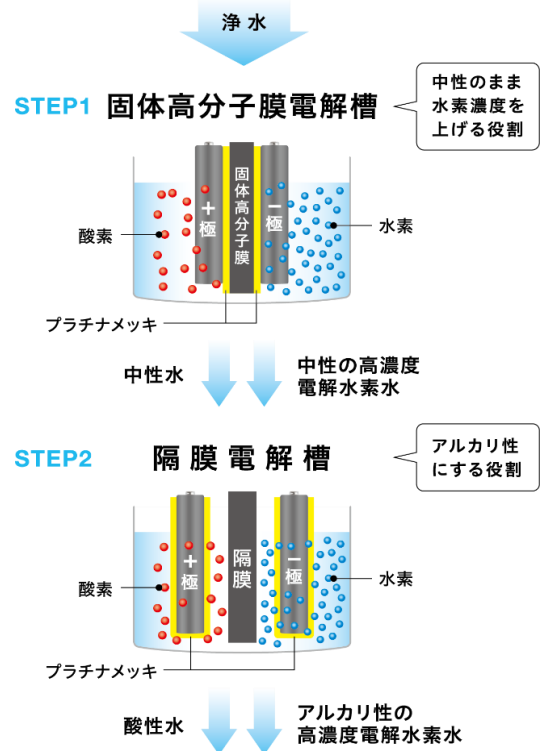 浄水
STEP1 固体高分子膜電解槽
中性のまま
水素濃度を
上げる役割
酸素
+極
固体高分子膜
−極
水素
プラチナメッキ
中性水
中性の高濃度
電解水素水
STEP2 隔膜電解槽
アルカリ性
にする役割
酸素
+極
隔膜
−極
水素
プラチナメッキ
酸性水
アルカリ性の
高濃度電解水素水